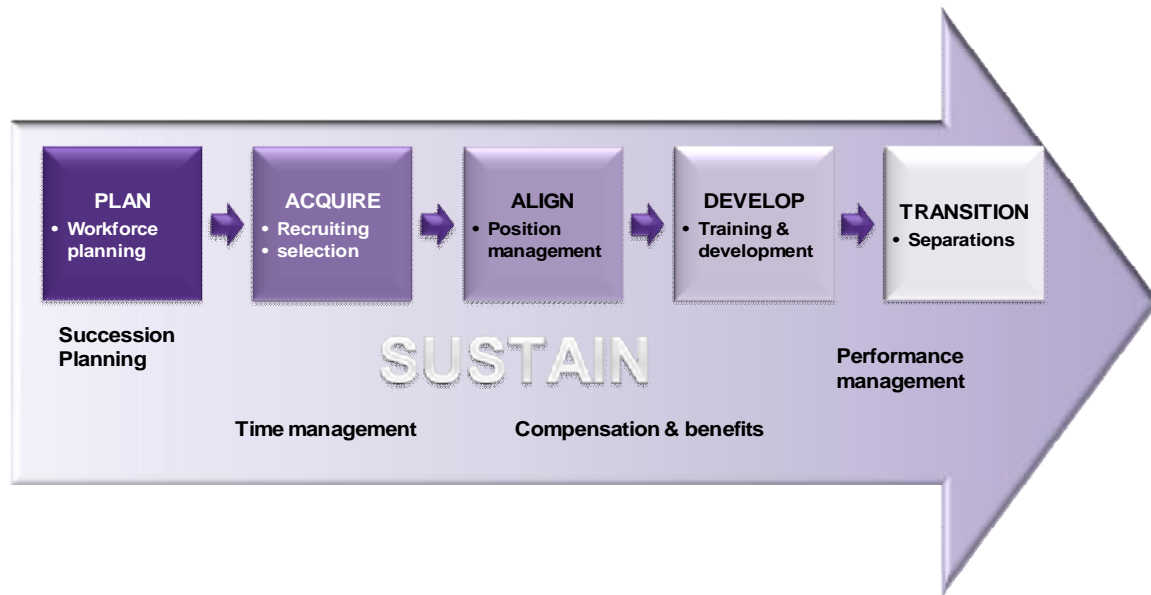 PLAN
• Workforce
planning
ACQUIRE
• Recruiting
• selection
ALIGN
• Position
management
DEVELOP
• Training &
development
TRANSITION
• Separations
Succession
Planning
SUSTAIN
Performance
management
Time management
Compensation & benefits